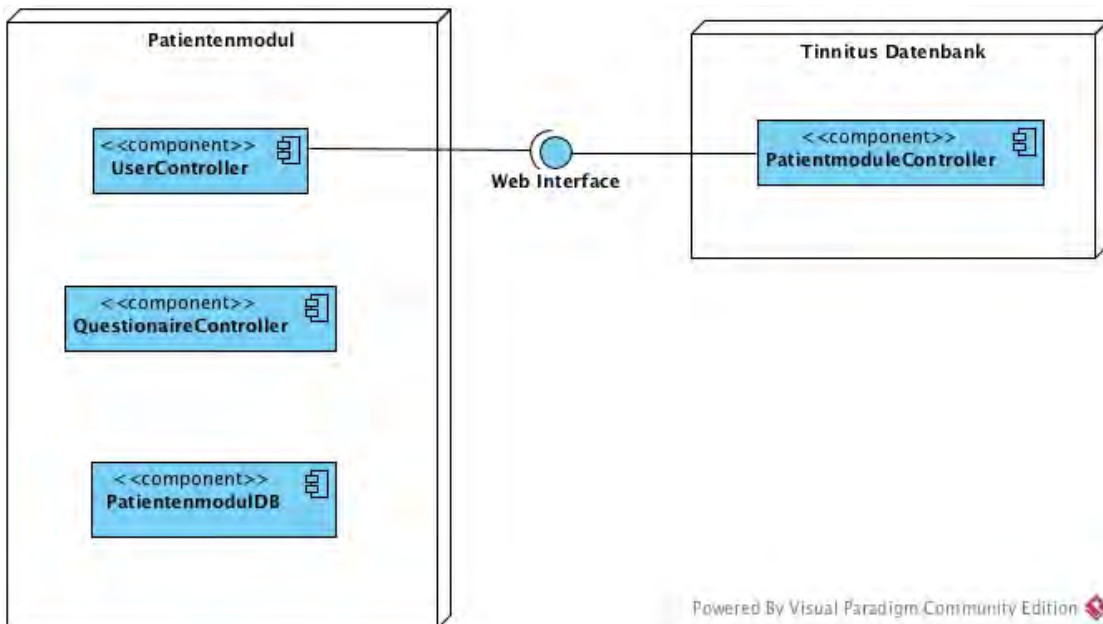 Patientenmodul
Tinnitus Datenbank
<<component>>
UserController
Web Interface
<<component>>
PatientmoduleController
<<component>>
QuestionaireController
<<component>>
PatientenmodulDB
Powered By Visual Paradigm Community Edition